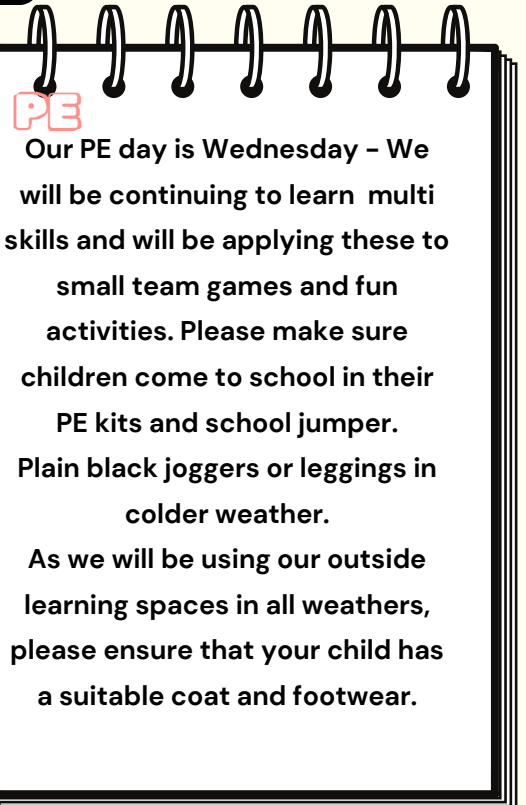 PE
Our PE day is Wednesday - We
will be continuing to learn  multi
skills and will be applying these to
small team games and fun
activities. Please make sure
children come to school in their
PE kits and school jumper.
Plain black joggers or leggings in
colder weather.
As we will be using our outside
learning spaces in all weathers,
please ensure that your child has
a suitable coat and footwear.